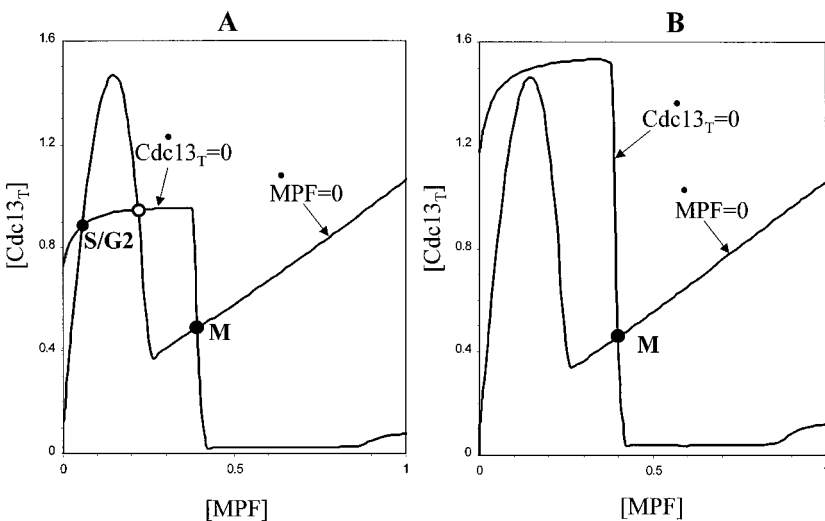 A
1.6
1.2
0.8
0.4
0
[Cdc13T]
Cdc13T=0
MPF=0
S/G2
M
0
0.5
1
[MPF]
B
1.6
1.2
0.8
0.4
0
[Cdc13T]
Cdc13T=0
MPF=0
M
0
0.5
1
[MPF]